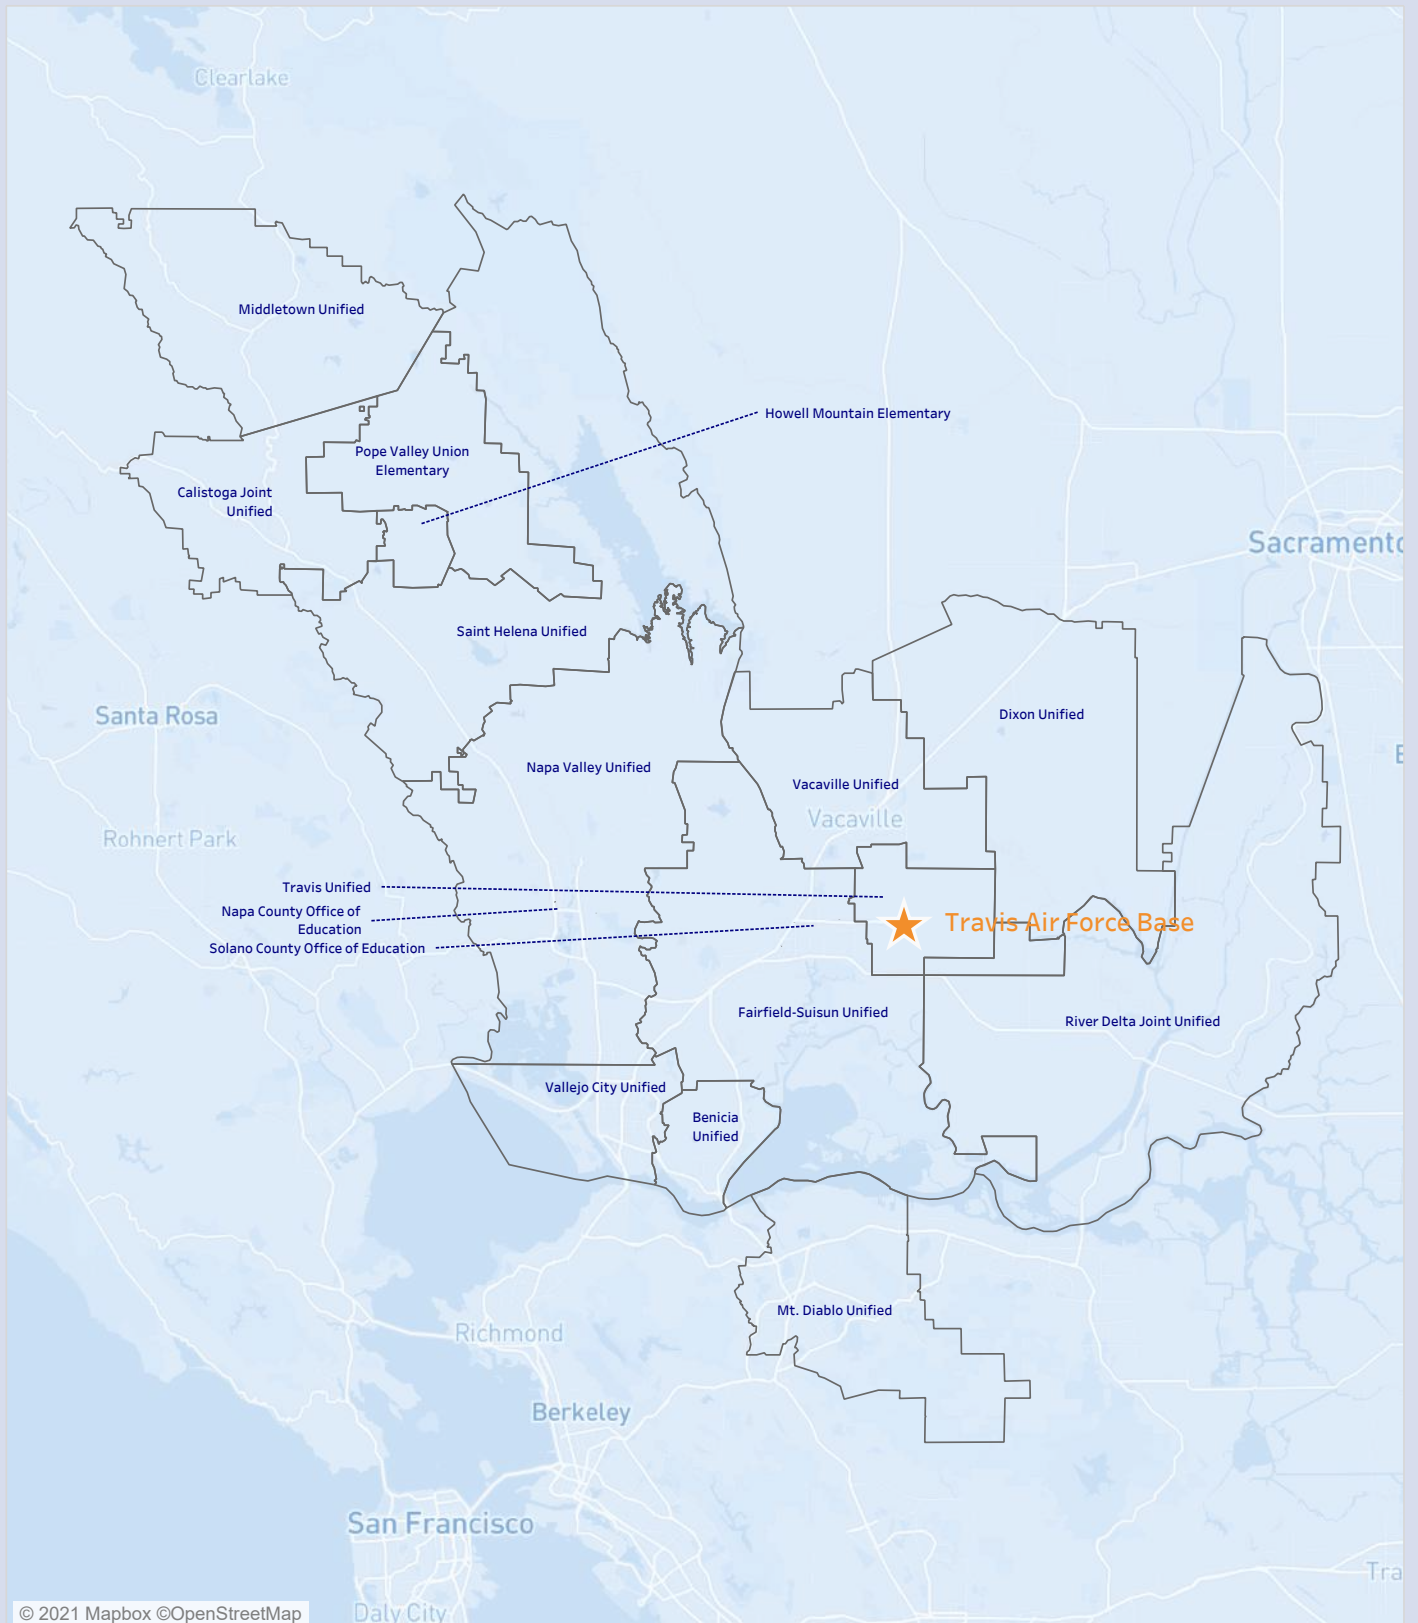 Clearlake
Middletown Unified
Howell Mountain Elementary
Pope Valley Union
Elementary
Calistoga Joint
Unified
Sacramento
Saint Helena Unified
Santa Rosa
Dixon Unified
Napa Valley Unified
Vacaville Unified
Vacaville
Rohnert Park
Travis Unified
Napa County Office of
Education
Solano County Office of Education
Travis Air Force Base
Fairfield-Suisun Unified
River Delta Joint Unified
Vallejo City Unified
Benicia
Unified
Mt. Diablo Unified
Richmond
Berkeley
San Francisco
Tra
Daly City
© 2021 Mapbox ©OpenStreetMap